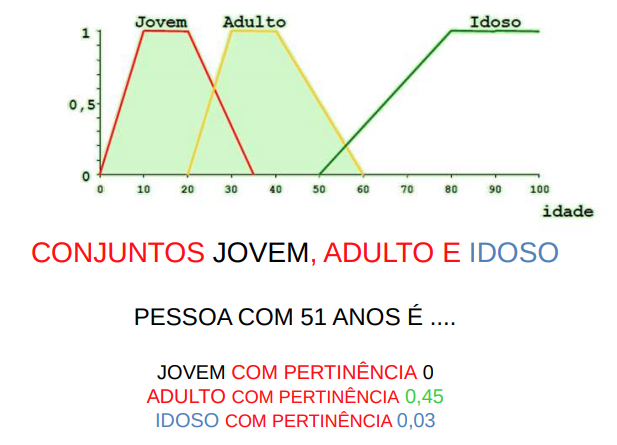 Jovem Adulto Idoso
1
0,5
0
0 10 20 30 40 50 60 70 80 90 100
idade
CONJUNTOS JOVEM, ADULTO E IDOSO
PESSOA COM 51 ANOS É ....
JOVEM COM PERTINÊNCIA 0
ADULTO COM PERTINÊNCIA 0,45
IDOSO COM PERTINÊNCIA 0,03